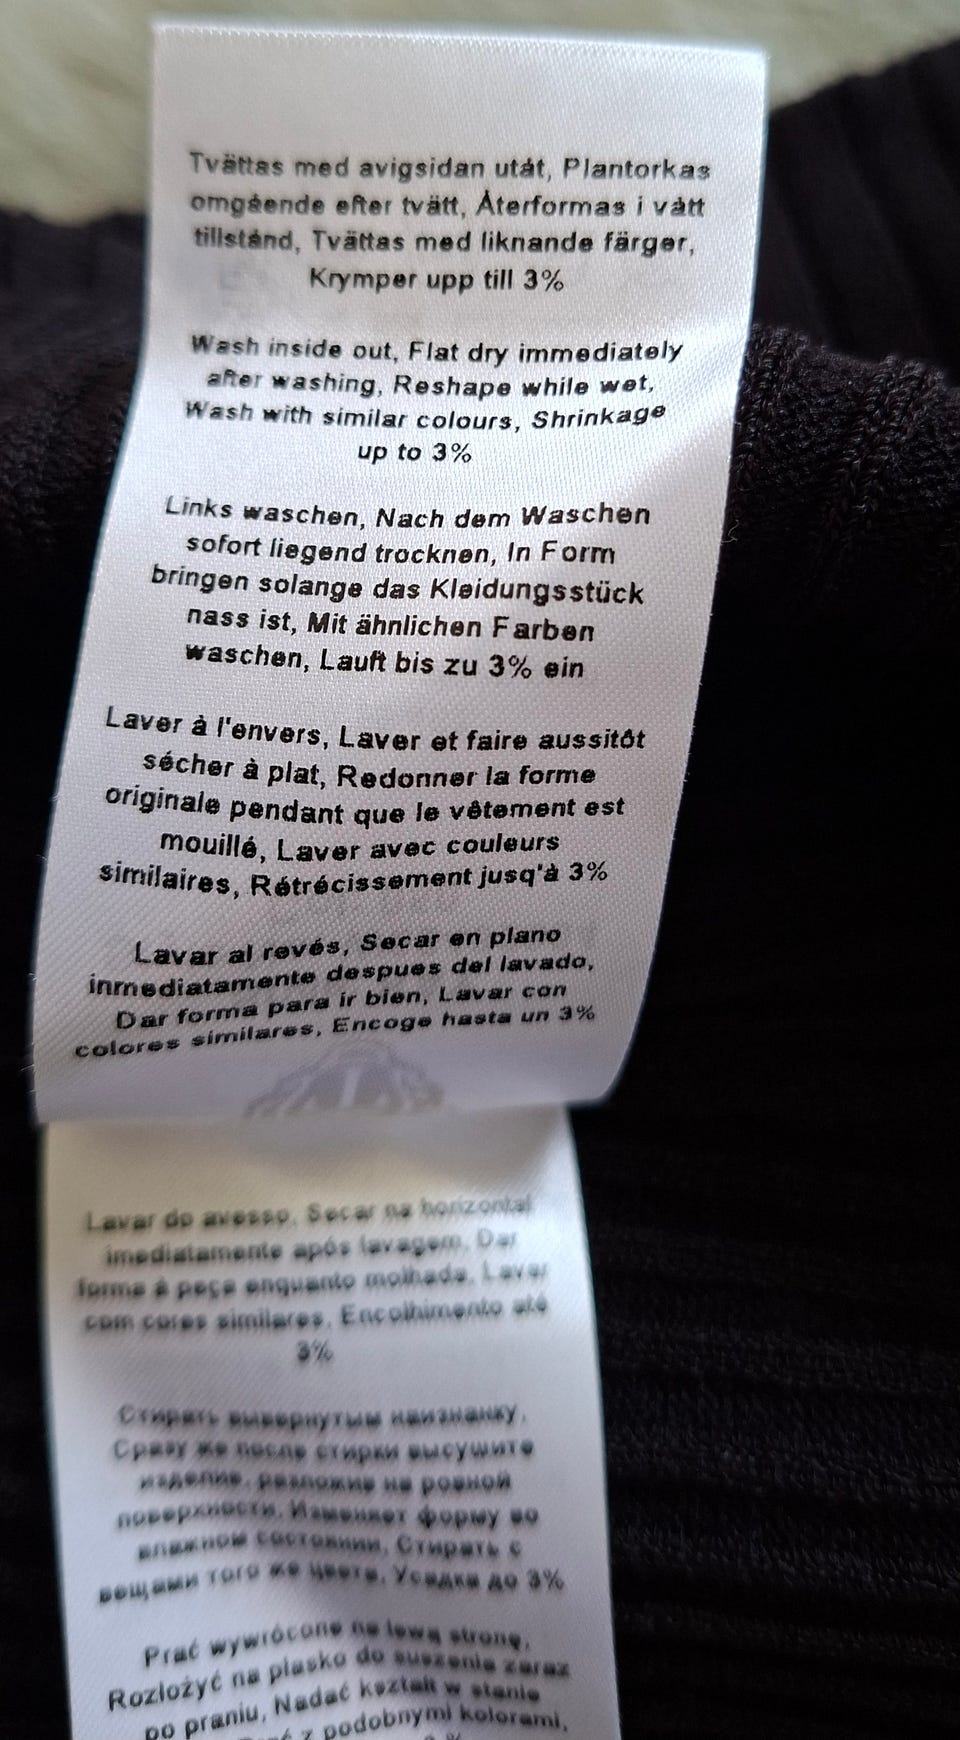 Tvättas med avigsidan utåt, Plantorkas
omgående efter tvätt, Återformas i vått
tillstånd, Tvättas med liknande färger,
Krymper upp till 3%
Wash inside out, Flat dry immediately
after washing, Reshape while wet,
Wash with similar colours, Shrinkage
up to 3%
Links waschen, Nach dem Waschen
sofort liegend trocknen, In Form
bringen solange das Kleidungsstück
nass ist, Mit ähnlichen Farben
waschen, Lauft bis zu 3% ein
Laver à l'envers, Laver et faire aussitôt
sécher à plat, Redonner la forme
originale pendant que le vêtement est
mouillé, Laver avec couleurs
similaires, Rétrécissement jusqu'à 3%
Lavar al revés, Secar en plano
inmediatamente despues del lavado,
Dar forma para ir bien, Lavar con
colores similares, Encoge hasta un 3%
Lavar do avesso, Secar na horizontal
imediatamente após lavagem, Dar
forma à peça enquanto molhada, Lavar
com cores similares, Encolhimento até
3%
Стирать вывернутым наизнанку,
Сразу же после стирки высушите
изделие, разложив на ровной
поверхности, Изменяет форму во
влажном состоянии, Стирать с
вещами того же цвета, Усадка до 3%
Prać wywrócone na lewą stronę,
Rozłożyć na płasko do suszenia zaraz
po praniu, Nadać kształt w stanie
z podobnymi kolorami,